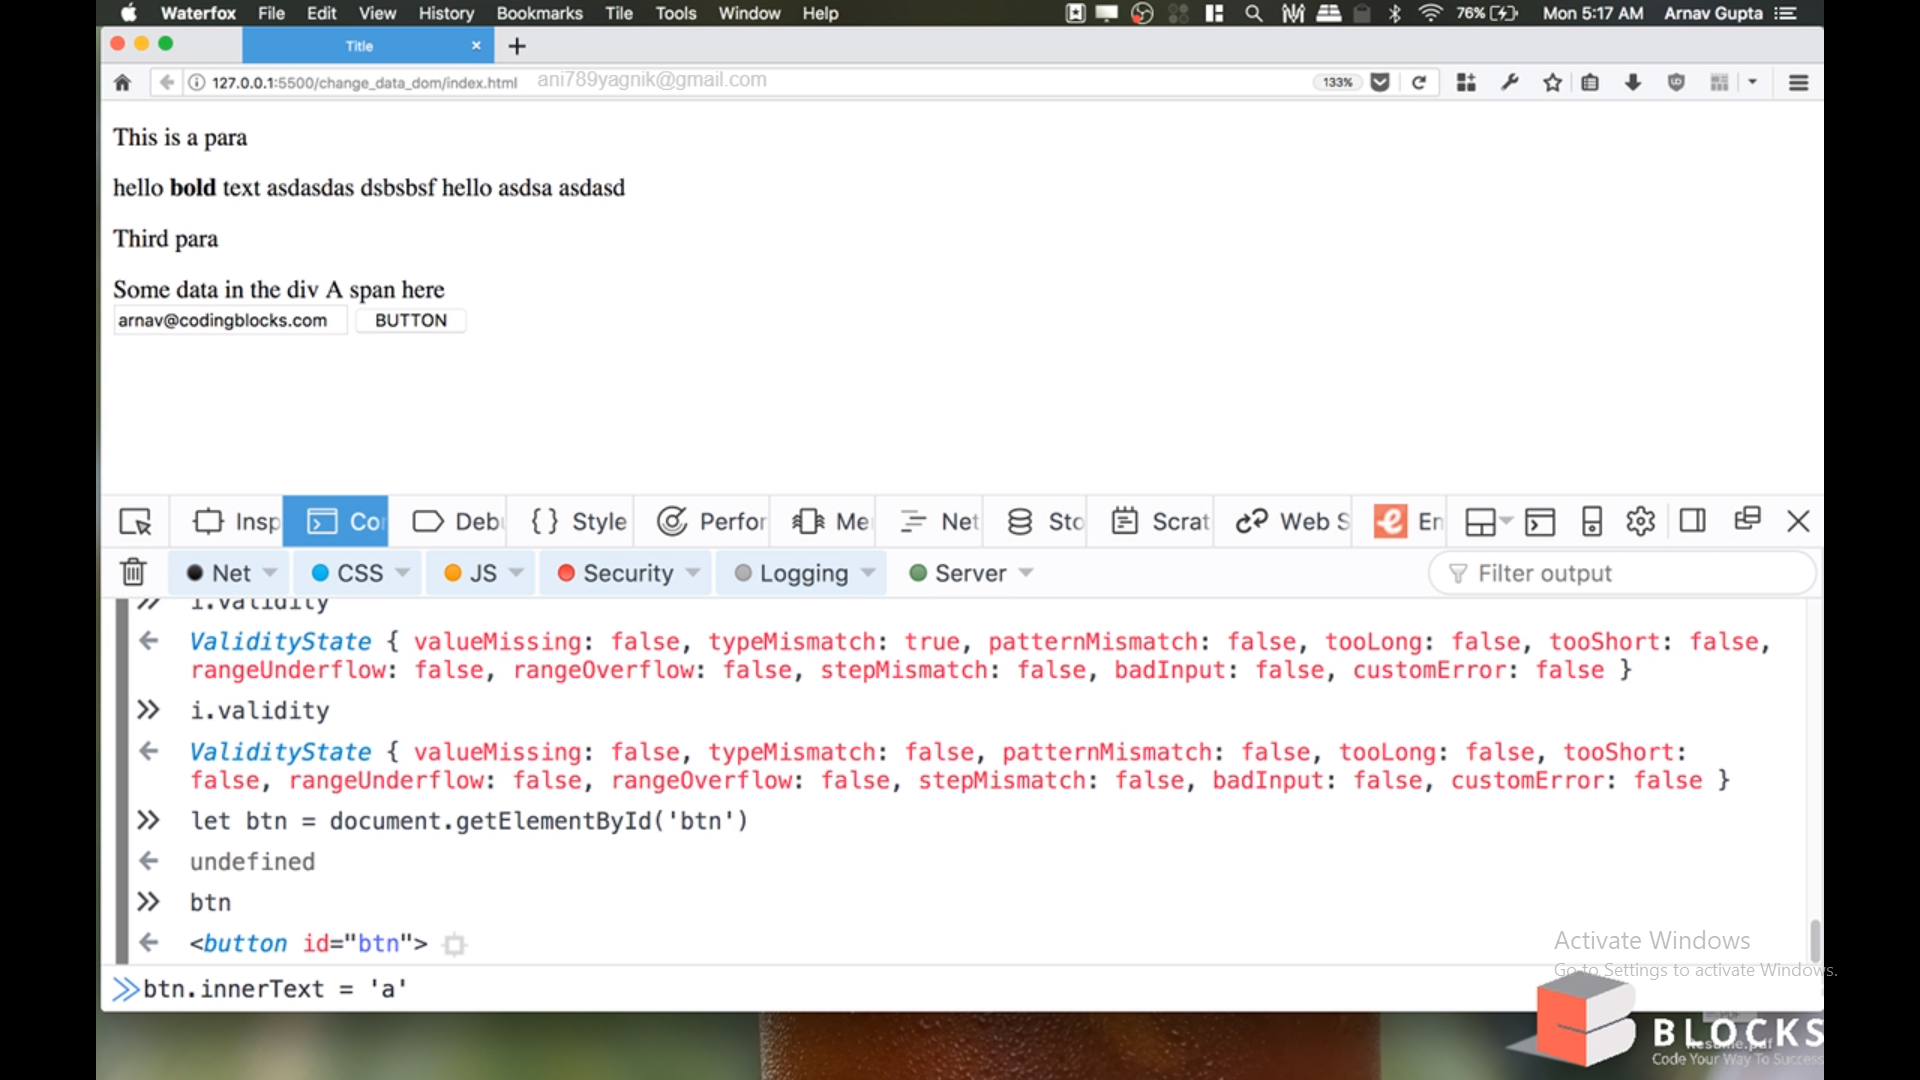 Waterfox File Edit View History Bookmarks Tile Tools Window Help 76% Mon 5:17 AM Arnav Gupta
Title
127.0.0.1:5500/change_data_dom/index.html ani789yagnik@gmail.com 133%
This is a para
hello bold text asdasdas dsbsbsf hello asdsa asdasd
Third para
Some data in the div A span here
arnav@codingblocks.com BUTTON
Insp Co Deb { } Style Perfor Me Net Sto Scrat Web S En
Net CSS JS Security Logging Server Filter output
i.validity
ValidityState { valueMissing: false, typeMismatch: true, patternMismatch: false, tooLong: false, tooShort: false,
rangeUnderflow: false, rangeOverflow: false, stepMismatch: false, badInput: false, customError: false }
i.validity
ValidityState { valueMissing: false, typeMismatch: false, patternMismatch: false, tooLong: false, tooShort:
false, rangeUnderflow: false, rangeOverflow: false, stepMismatch: false, badInput: false, customError: false }
let btn = document.getElementById('btn')
undefined
btn
<button id="btn">
btn.innerText = 'a'
Activate Windows
Go to Settings to activate Windows.
BLOCKS
Resume.pdf
Code Your Way To Success